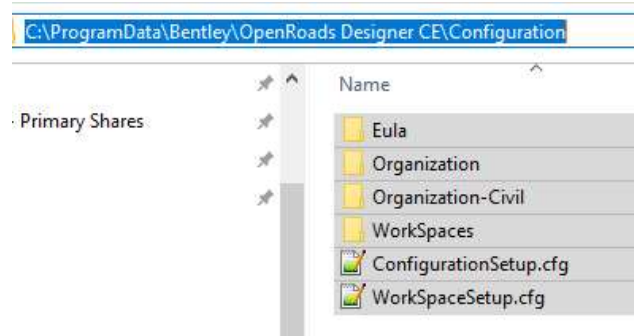 C:\ProgramData\Bentley\OpenRoads Designer CE\Configuration
Name
Primary Shares
Eula
Organization
Organization-Civil
WorkSpaces
ConfigurationSetup.cfg
WorkSpaceSetup.cfg